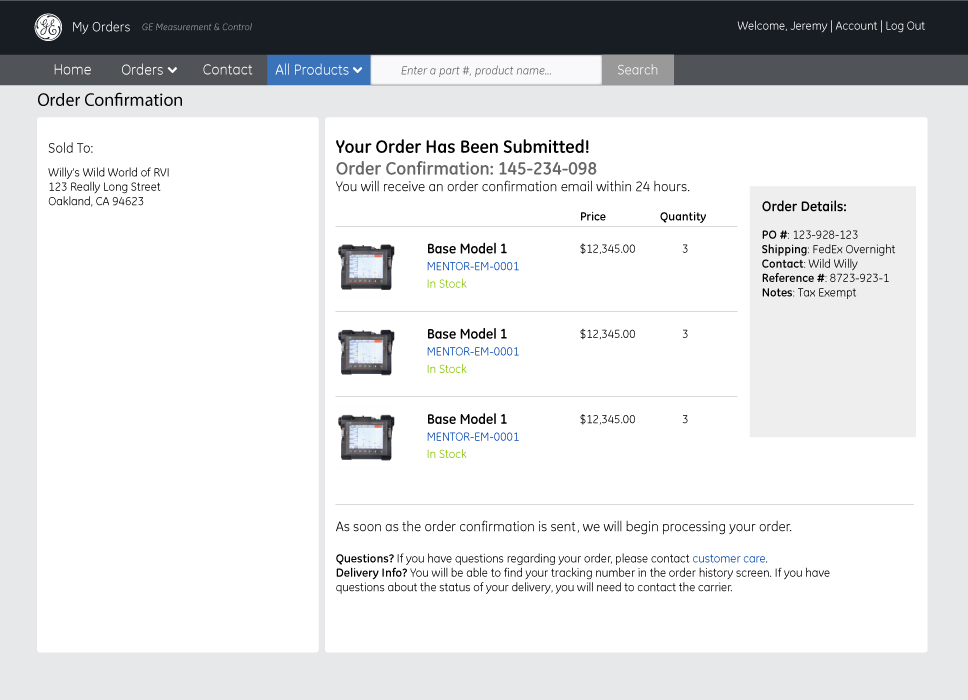 My Orders GE Measurement & Control
Welcome, Jeremy | Account | Log Out
Home Orders Contact All Products Enter a part #, product name... Search
Order Confirmation
Sold To:
Willy's Wild World of RVI
123 Really Long Street
Oakland, CA 94623
Your Order Has Been Submitted!
Order Confirmation: 145-234-098
You will receive an order confirmation email within 24 hours.
Price Quantity
Base Model 1 $12,345.00 3
MENTOR-EM-0001
In Stock
Base Model 1 $12,345.00 3
MENTOR-EM-0001
In Stock
Base Model 1 $12,345.00 3
MENTOR-EM-0001
In Stock
Order Details:
PO #: 123-928-123
Shipping: FedEx Overnight
Contact: Wild Willy
Reference #: 8723-923-1
Notes: Tax Exempt
As soon as the order confirmation is sent, we will begin processing your order.
Questions? If you have questions regarding your order, please contact customer care.
Delivery Info? You will be able to find your tracking number in the order history screen. If you have
questions about the status of your delivery, you will need to contact the carrier.